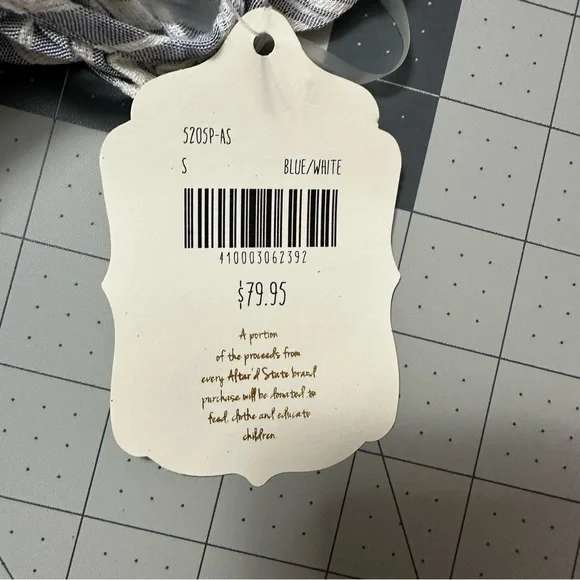 5205P-AS
S BLUE/WHITE
410003062392
$79.95
A portion
of the proceeds from
every Altar'd State brand
purchase will be donated to
feed, clothe and educate
children.